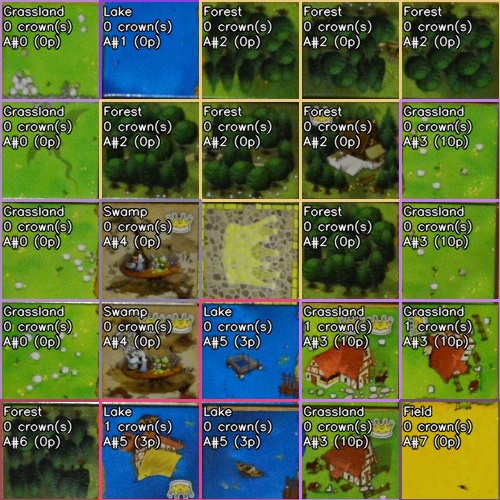 Grassland
0 crown(s)
A#0 (0p)
Lake
0 crown(s)
A#1 (0p)
Forest
0 crown(s)
A#2 (0p)
Forest
0 crown(s)
A#2 (0p)
Forest
0 crown(s)
A#2 (0p)
Grassland
0 crown(s)
A#0 (0p)
Forest
0 crown(s)
A#2 (0p)
Forest
0 crown(s)
A#2 (0p)
Forest
0 crown(s)
A#2 (0p)
Grassland
0 crown(s)
A#3 (10p)
Grassland
0 crown(s)
A#0 (0p)
Swamp
0 crown(s)
A#4 (0p)
Forest
0 crown(s)
A#2 (0p)
Grassland
0 crown(s)
A#3 (10p)
Grassland
0 crown(s)
A#0 (0p)
Swamp
0 crown(s)
A#4 (0p)
Lake
0 crown(s)
A#5 (3p)
Grassland
1 crown(s)
A#3 (10p)
Grassland
1 crown(s)
A#3 (10p)
Forest
0 crown(s)
A#6 (0p)
Lake
1 crown(s)
A#5 (3p)
Lake
0 crown(s)
A#5 (3p)
Grassland
0 crown(s)
A#3 (10p)
Field
0 crown(s)
A#7 (0p)